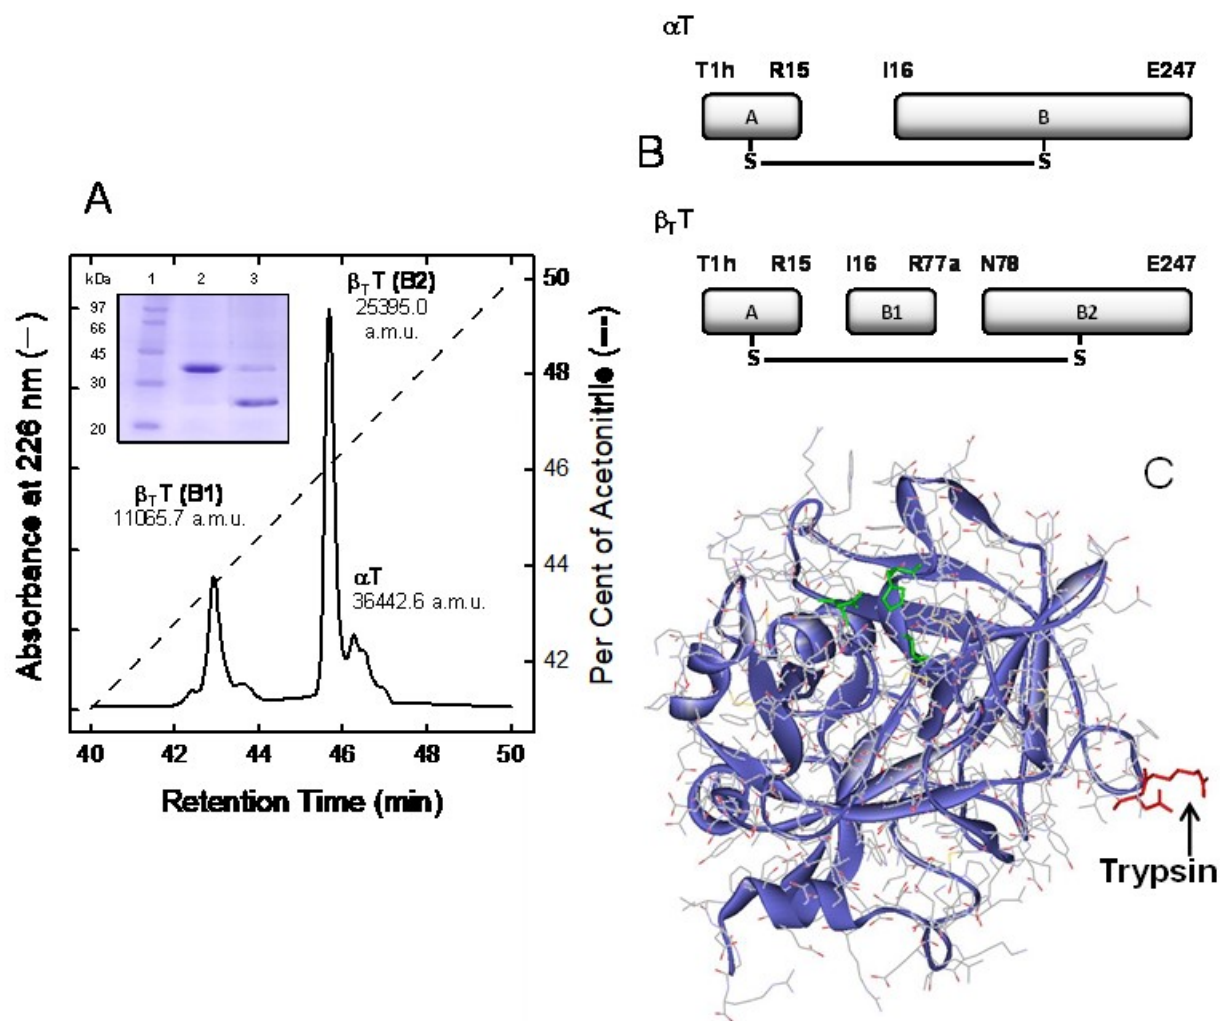 A
Absorbance at 226 nm (—)
kDa 1 2 3
97
66
45
30
20
βTT (B2)
25395.0
a.m.u.
βTT (B1)
11065.7 a.m.u.
αT
36442.6 a.m.u.
50
48
46
44
42
Per Cent of Acetonitrile (---)
40 42 44 46 48 50
Retention Time (min)
B
αT
T1h R15 I16 E247
A B
S S
βTT
T1h R15 I16 R77a N78 E247
A B1 B2
S S
C
Trypsin